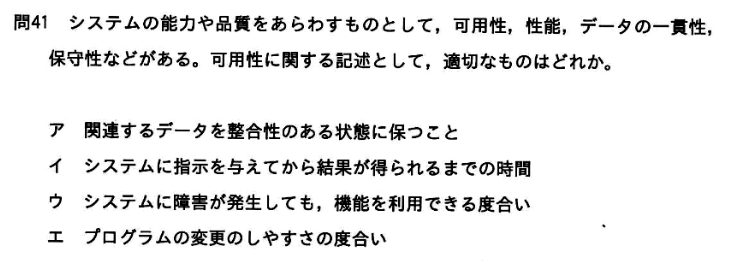 問41 システムの能力や品質をあらわすものとして，可用性，性能，データの一貫性，
保守性などがある。可用性に関する記述として，適切なものはどれか。
ア 関連するデータを整合性のある状態に保つこと
イ システムに指示を与えてから結果が得られるまでの時間
ウ システムに障害が発生しても，機能を利用できる度合い
エ プログラムの変更のしやすさの度合い